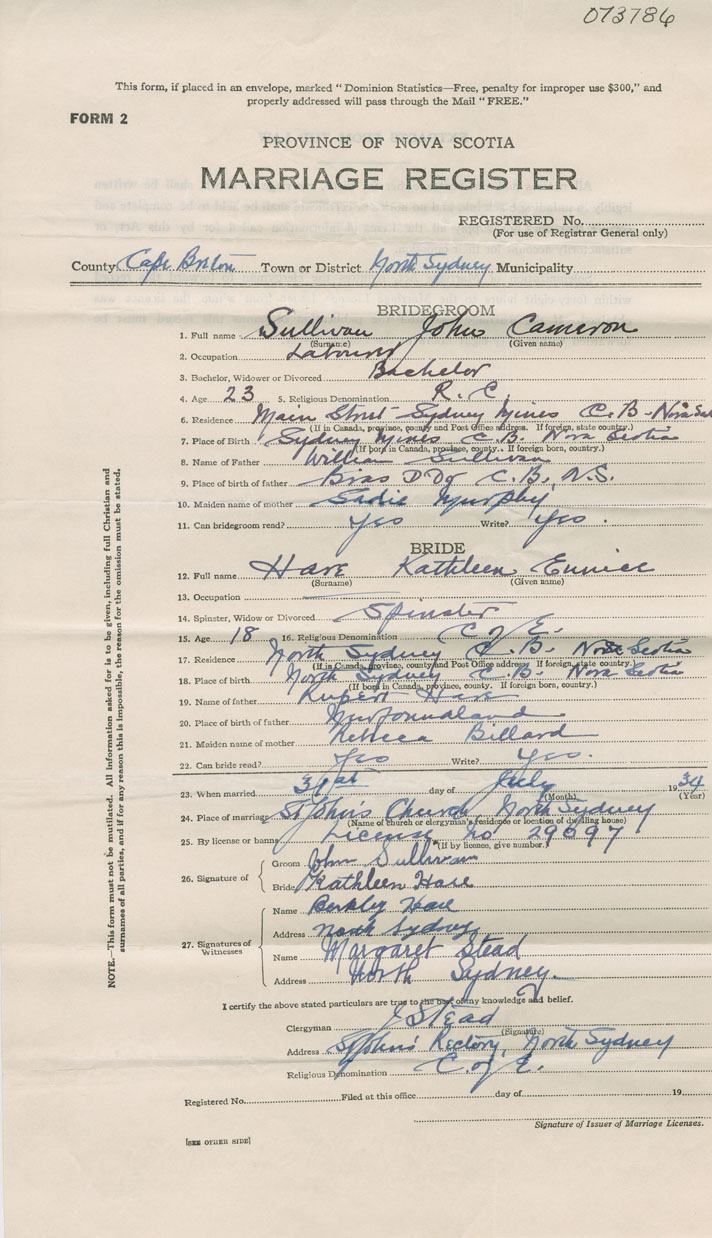 073786
This form, if placed in an envelope, marked "Dominion Statistics—Free, penalty for improper use $300," and
properly addressed will pass through the Mail "FREE."
FORM 2
PROVINCE OF NOVA SCOTIA
MARRIAGE REGISTER
REGISTERED No.
(For use of Registrar General only)
County Cape Breton Town or District North Sydney Municipality
BRIDEGROOM
1. Full name Sullivan John Cameron
(Surname) (Given name)
2. Occupation Labourer
3. Bachelor, Widower or Divorced Bachelor
4. Age 23 5. Religious Denomination R. C.
6. Residence Main Street Sydney Mines C. B - Nova
(If in Canada, province, county and Post Office address. If foreign, state country.)
7. Place of Birth Sydney Mines C. B. Nova Scotia
(If born in Canada, province, county. If foreign born, country.)
8. Name of Father William Sullivan
9. Place of birth of father Bras C. B., N.S.
10. Maiden name of mother Sadie Murphy
11. Can bridegroom read? Yes Write? Yes.
BRIDE
12. Full name Hare Kathleen Eunice
(Surname) (Given name)
13. Occupation
14. Spinster, Widow or Divorced Spinster
15. Age 18 16. Religious Denomination C of E.
17. Residence North Sydney C. B. Nova Scotia
(If in Canada, province, county and Post Office address. If foreign, state country.)
18. Place of birth North Sydney C. B. Nova Scotia
(If born in Canada, province, county. If foreign born, country.)
19. Name of father Rupert Hare
20. Place of birth of father Newfoundland
21. Maiden name of mother Rebecca Billard
22. Can bride read? Yes Write? Yes.
23. When married 31st day of July 1934
(Month) (Year)
24. Place of marriage St John's Church, North Sydney
(Name of church or clergyman's residence or location of dwelling house)
25. By license or banns License no 29697
(If by licence, give number.)
26. Signature of
Groom John Sullivan
Bride Kathleen Hare
27. Signatures of Witnesses
Name Berkley Hare
Address North Sydney
Name Margaret Stead
Address North Sydney.
I certify the above stated particulars are true to the best of my knowledge and belief.
Clergyman J Stead
(Signature)
Address St John's Rectory, North Sydney
Religious Denomination C. of E.
Registered No. Filed at this office day of 19
Signature of Issuer of Marriage Licenses.
[SEE OTHER SIDE]
NOTE.—This form must not be mutilated. All information asked for is to be given, including full Christian and
surnames of all parties, and if for any reason this is impossible, the reason for the omission must be stated.